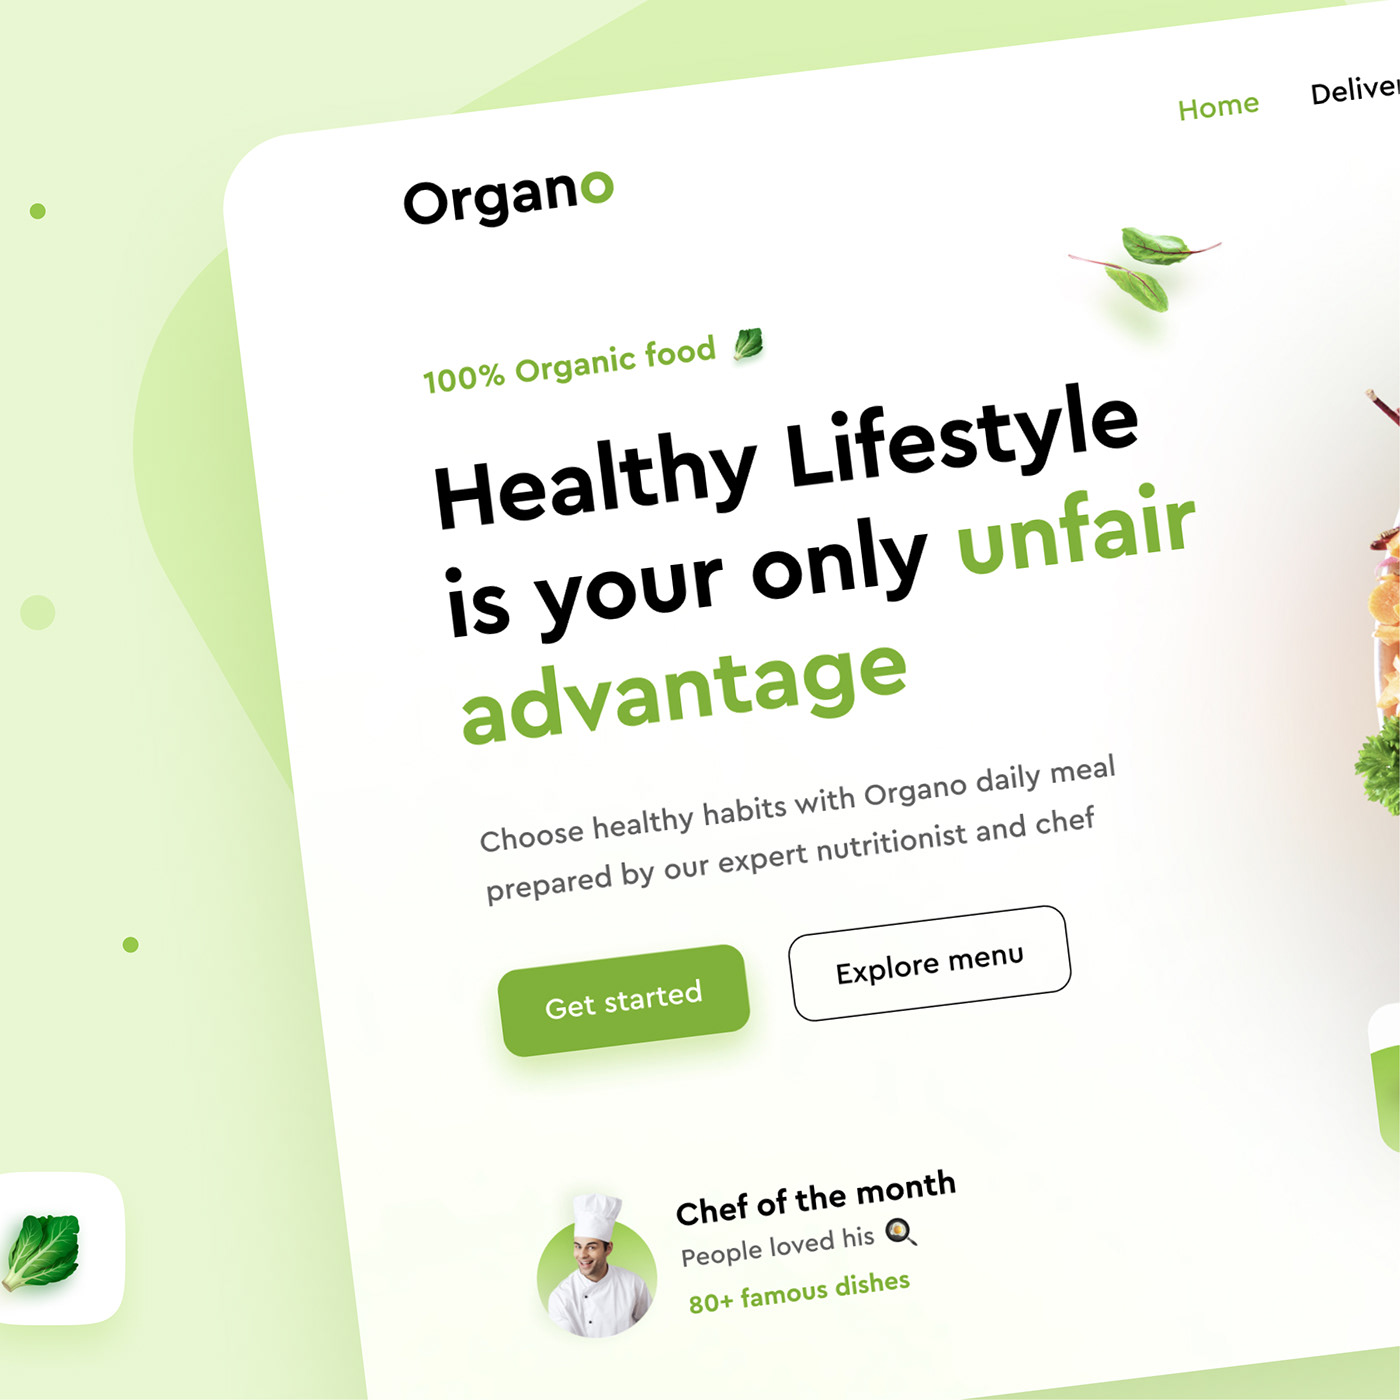 Home
Organo
100% Organic food
Healthy Lifestyle
is your only unfair
advantage
Choose healthy habits with Organo daily meal
prepared by our expert nutritionist and chef
Get started
Explore menu
Chef of the month
People loved his
80+ famous dishes